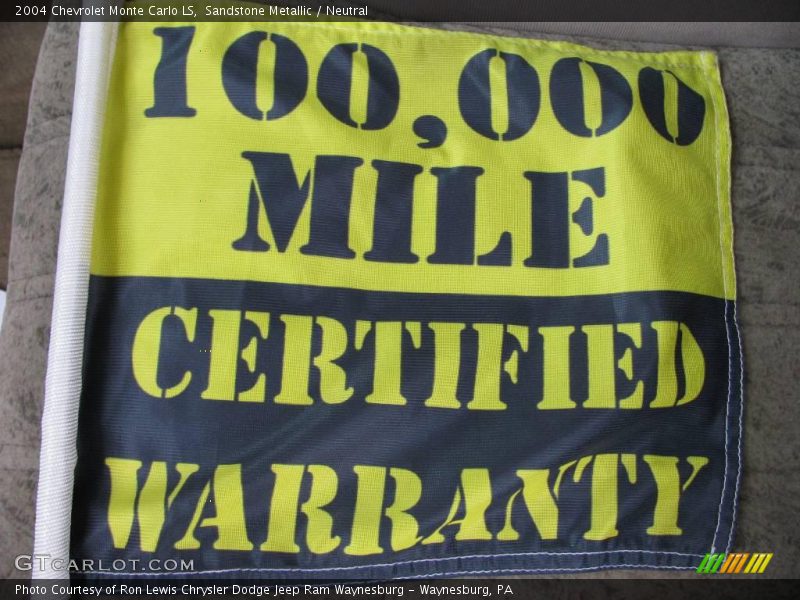 2004 Chevrolet Monte Carlo LS, Sandstone Metallic / Neutral
100,000
MILE
CERTIFIED
WARRANTY
GTcarlot.com
Photo Courtesy of Ron Lewis Chrysler Dodge Jeep Ram Waynesburg - Waynesburg, PA